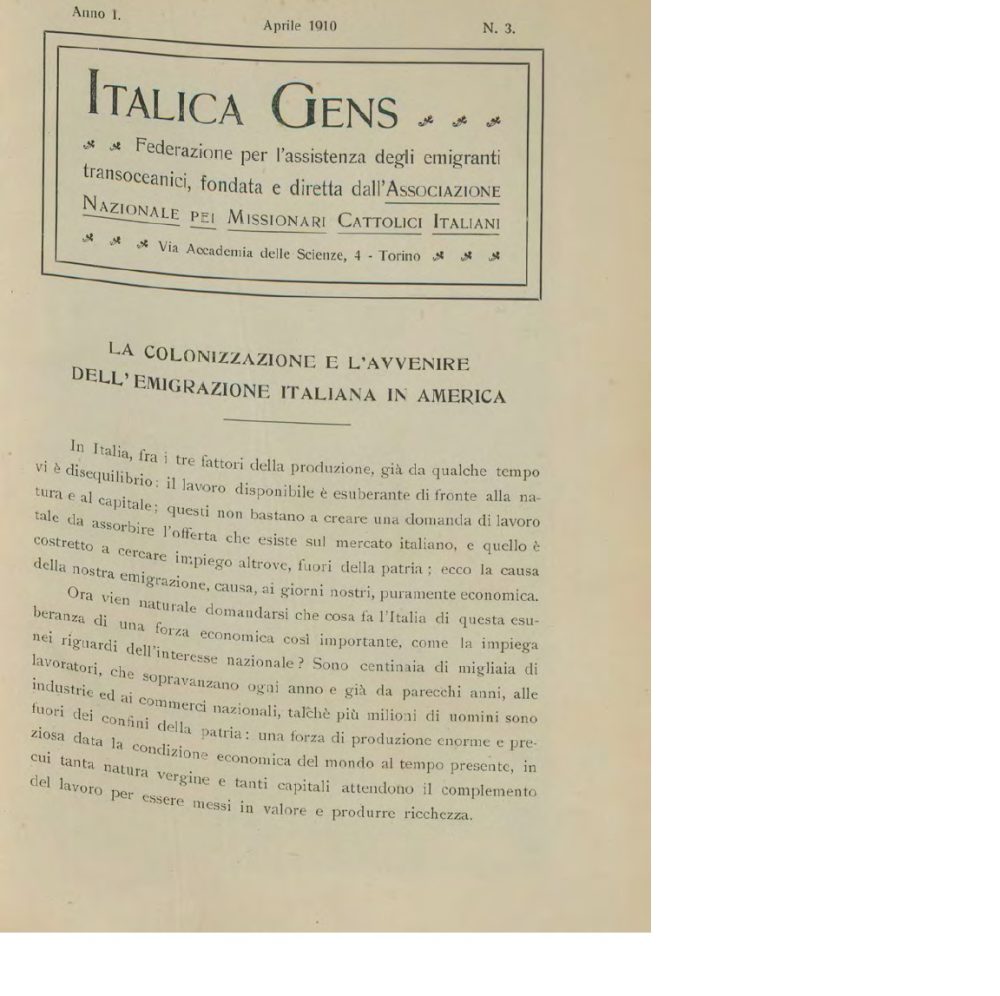 Anno I.
Aprile 1910
N. 3.
ITALICA GENS
Federazione per l'assistenza degli emigranti
transoceanici, fondata e diretta dall'ASSOCIAZIONE
NAZIONALE PEI MISSIONARI CATTOLICI ITALIANI
Via Accademia delle Scienze, 4 - Torino
LA COLONIZZAZIONE E L'AVVENIRE
DELL'EMIGRAZIONE ITALIANA IN AMERICA
In Italia, fra i tre fattori della produzione, già da qualche tempo
vi è disequilibrio: il lavoro disponibile è esuberante di fronte alla na-
tura e al capitale; questi non bastano a creare una domanda di lavoro
tale da assorbire l'offerta che esiste sul mercato italiano, e quello è
costretto a cercare impiego altrove, fuori della patria; ecco la causa
della nostra emigrazione, causa, ai giorni nostri, puramente economica.
Ora vien naturale domandarsi che cosa fa l'Italia di questa esu-
beranza di una forza economica così importante, come la impiega
nei riguardi dell'interesse nazionale? Sono centinaia di migliaia di
lavoratori, che sopravanzano ogni anno e già da parecchi anni, alle
industrie ed ai commerci nazionali, talchè più milioni di uomini sono
fuori dei confini della patria: una forza di produzione enorme e pre-
ziosa data la condizione economica del mondo al tempo presente, in
cui tanta natura vergine e tanti capitali attendono il complemento
del lavoro per essere messi in valore e produrre ricchezza.